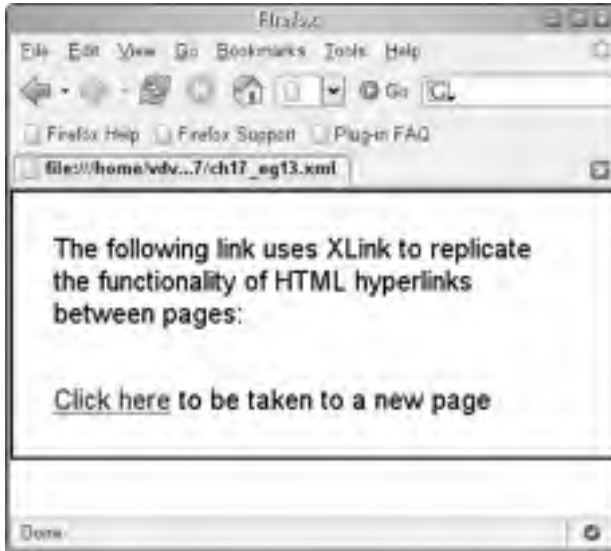 Firefox
File Edit View Go Bookmarks Tools Help
Go
Firefox Help Firefox Support Plug-in FAQ
file:///home/vdv...7/ch17_eg13.xml
The following link uses XLink to replicate
the functionality of HTML hyperlinks
between pages:
Click here to be taken to a new page
Done